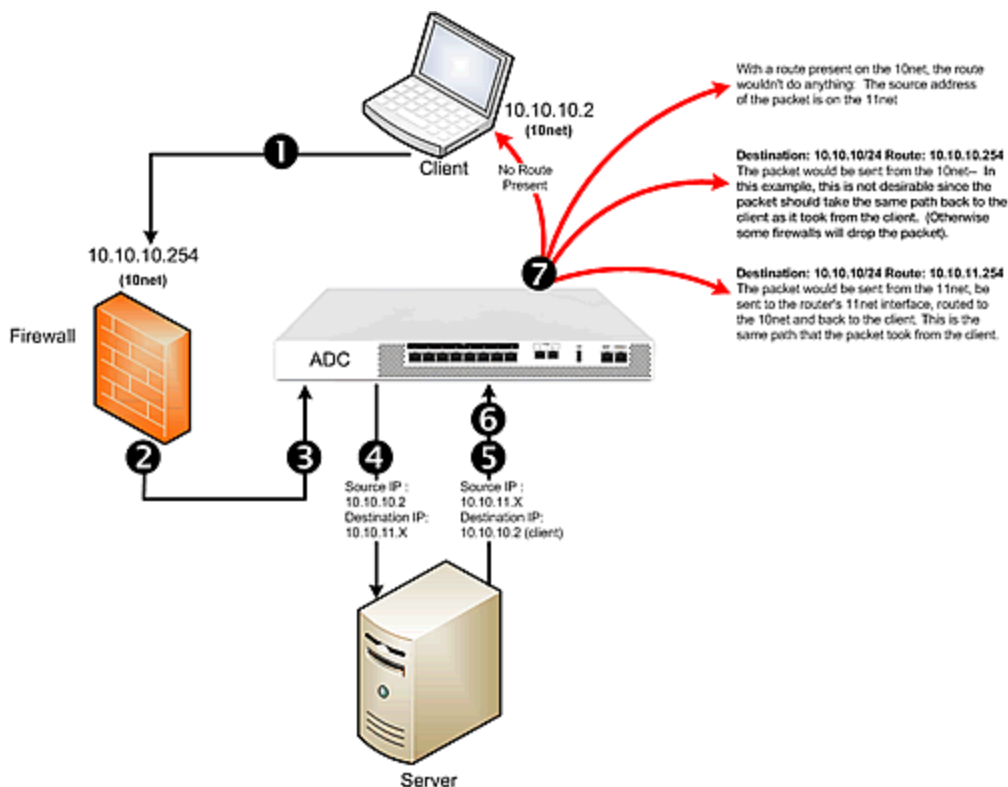 With a route present on the 10net, the route
wouldn't do anything: The source address
of the packet is on the 11net
10.10.10.2
(10net)
Client
No Route
Present
1
Destination: 10.10.10/24 Route: 10.10.10.254
The packet would be sent from the 10net-- In
this example, this is not desirable since the
packet should take the same path back to the
client as it took from the client. (Otherwise
some firewalls will drop the packet).
10.10.10.254
(10net)
7
Destination: 10.10.10/24 Route: 10.10.11.254
The packet would be sent from the 11net, be
sent to the router's 11net interface, routed to
the 10net and back to the client. This is the
same path that the packet took from the client.
Firewall
ADC
6
2
3
4
5
Source IP :
10.10.10.2
Destination IP:
10.10.11.X
Source IP :
10.10.11.X
Destination IP:
10.10.10.2 (client)
Server